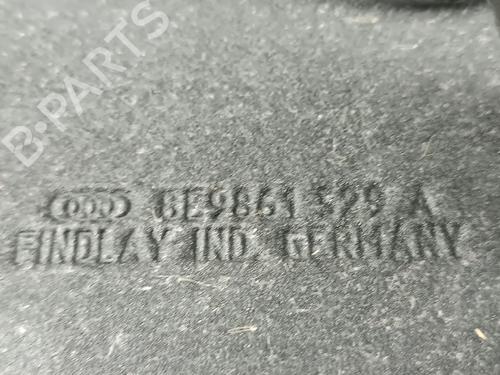 B-PARTS
8E9861529 A
FINDLAY IND. GERMANY